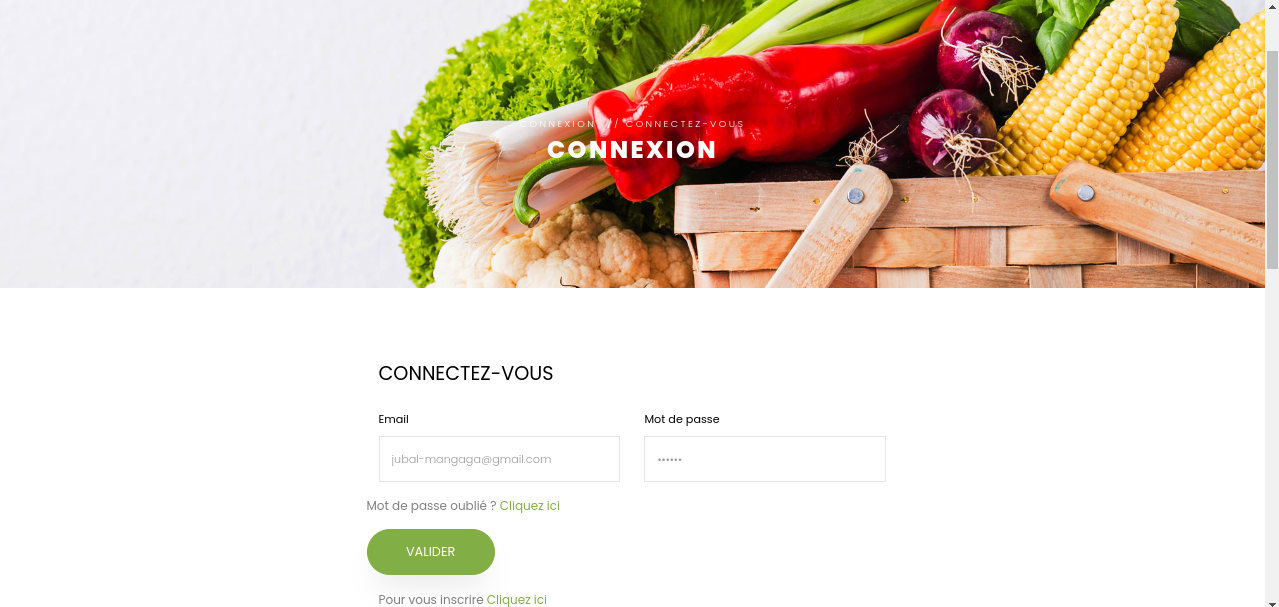 CONNEXION // CONNECTEZ-VOUS
CONNEXION
CONNECTEZ-VOUS
Email
Mot de passe
jubal-mangaga@gmail.com
••••••
Mot de passe oublié ? Cliquez ici
VALIDER
Pour vous inscrire Cliquez ici